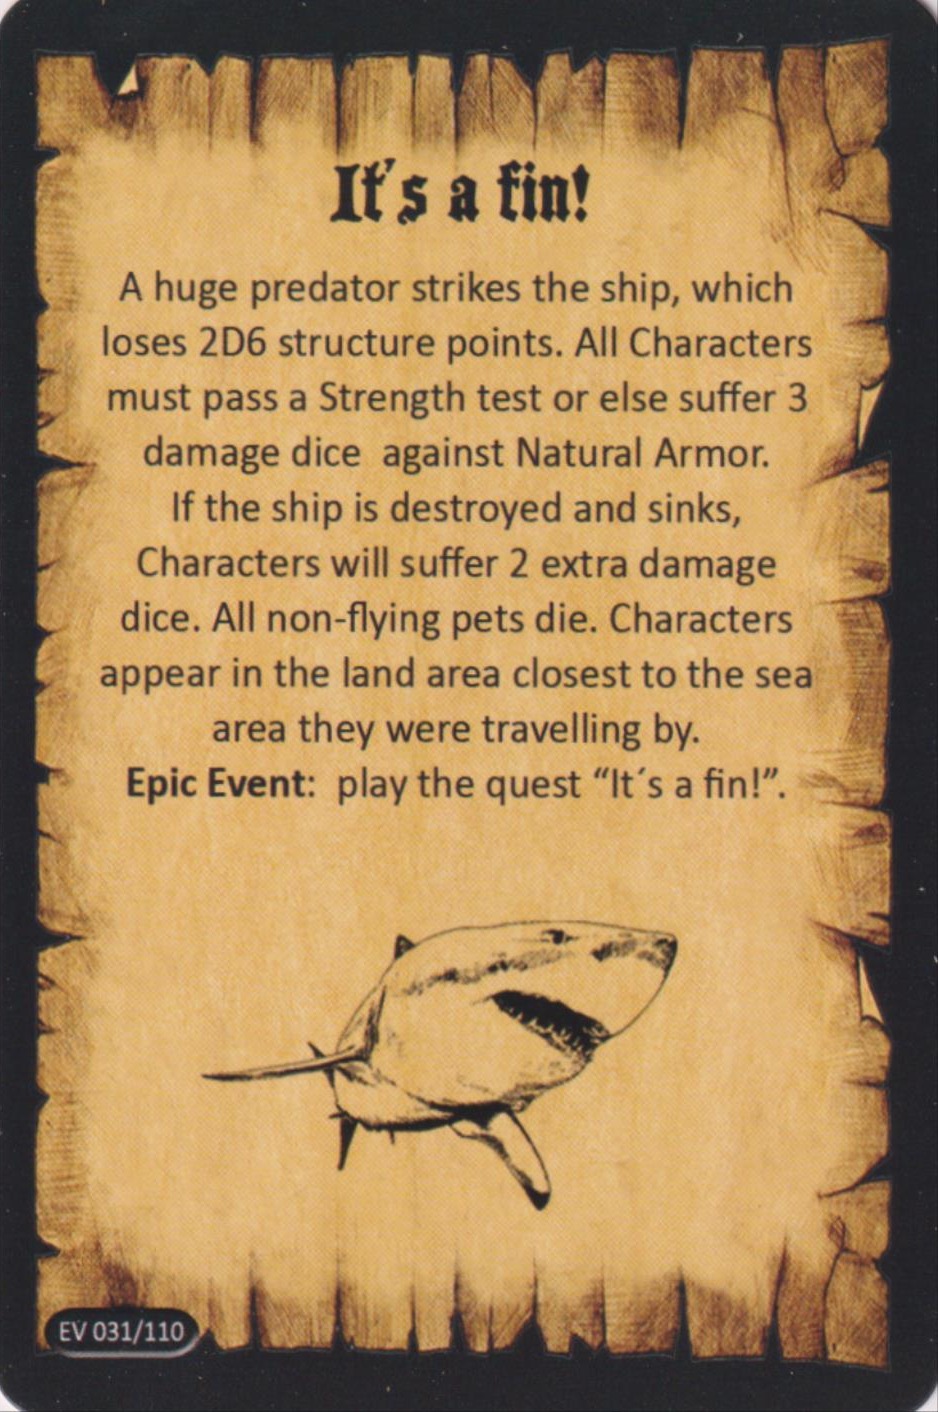 It's a fin!
A huge predator strikes the ship, which
loses 2D6 structure points. All Characters
must pass a Strength test or else suffer 3
damage dice  against Natural Armor.
If the ship is destroyed and sinks,
Characters will suffer 2 extra damage
dice. All non-flying pets die. Characters
appear in the land area closest to the sea
area they were travelling by.
Epic Event:  play the quest “It´s a fin!”.
EV 031/110